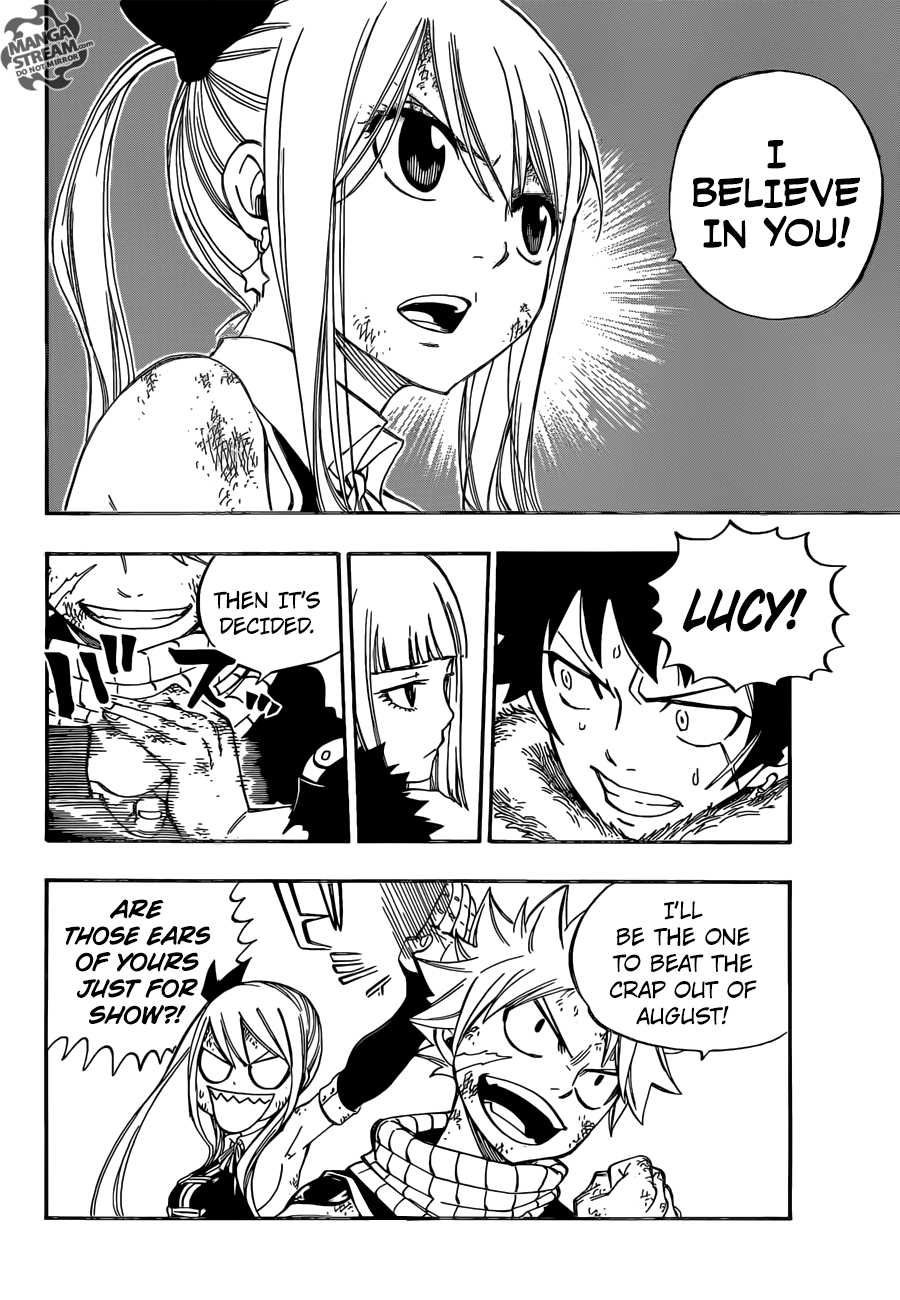 MANGA
STREAM.com
DO NOT MIRROR
I
BELIEVE
IN YOU!
LUCY!
THEN IT'S
DECIDED.
I'LL
BE THE ONE
TO BEAT THE
CRAP OUT OF
AUGUST!
ARE
THOSE EARS
OF YOURS
JUST FOR
SHOW?!